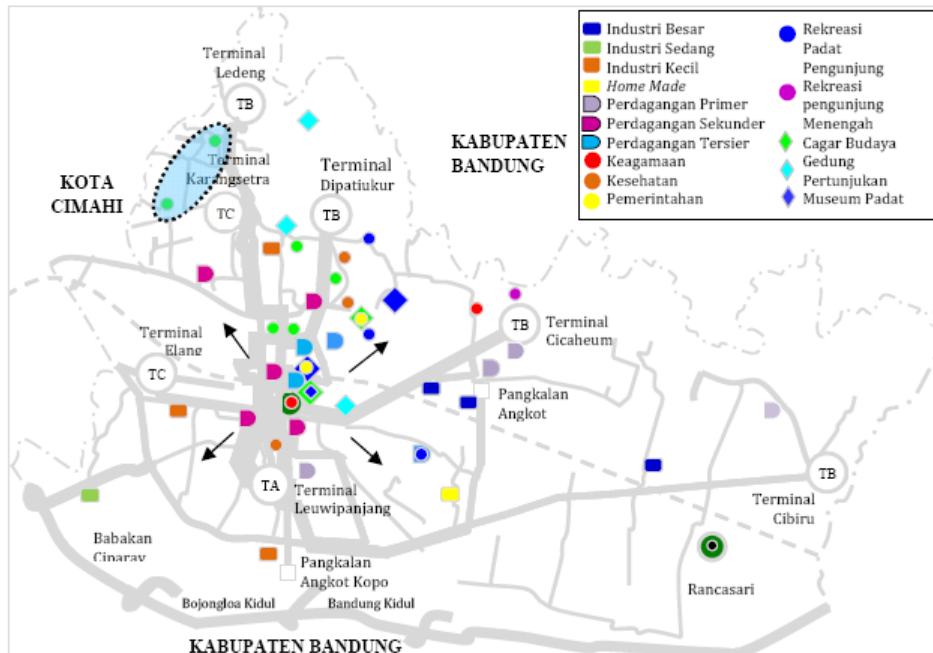 Industri Besar
Industri Sedang
Industri Kecil
Home Made
Perdagangan Primer
Perdagangan Sekunder
Perdagangan Tersier
Keagamaan
Kesehatan
Pemerintahan
Rekreasi
Padat
Pengunjung
Rekreasi
pengunjung
Menengah
Cagar Budaya
Gedung
Pertunjukan
Museum Padat
Terminal
Ledeng
TB
KABUPATEN
BANDUNG
KOTA
CIMAHI
Terminal
Karangsetra
TC
Terminal
Dipatiukur
TB
Terminal
Elang
TC
TB
Terminal
Cicaheum
Pangkalan
Angkot
TA
Terminal
Leuwipanjang
TB
Terminal
Cibiru
Babakan
Ciparay
Pangkalan
Angkot Kopo
Rancasari
Bojongloa Kidul
Bandung Kidul
KABUPATEN BANDUNG